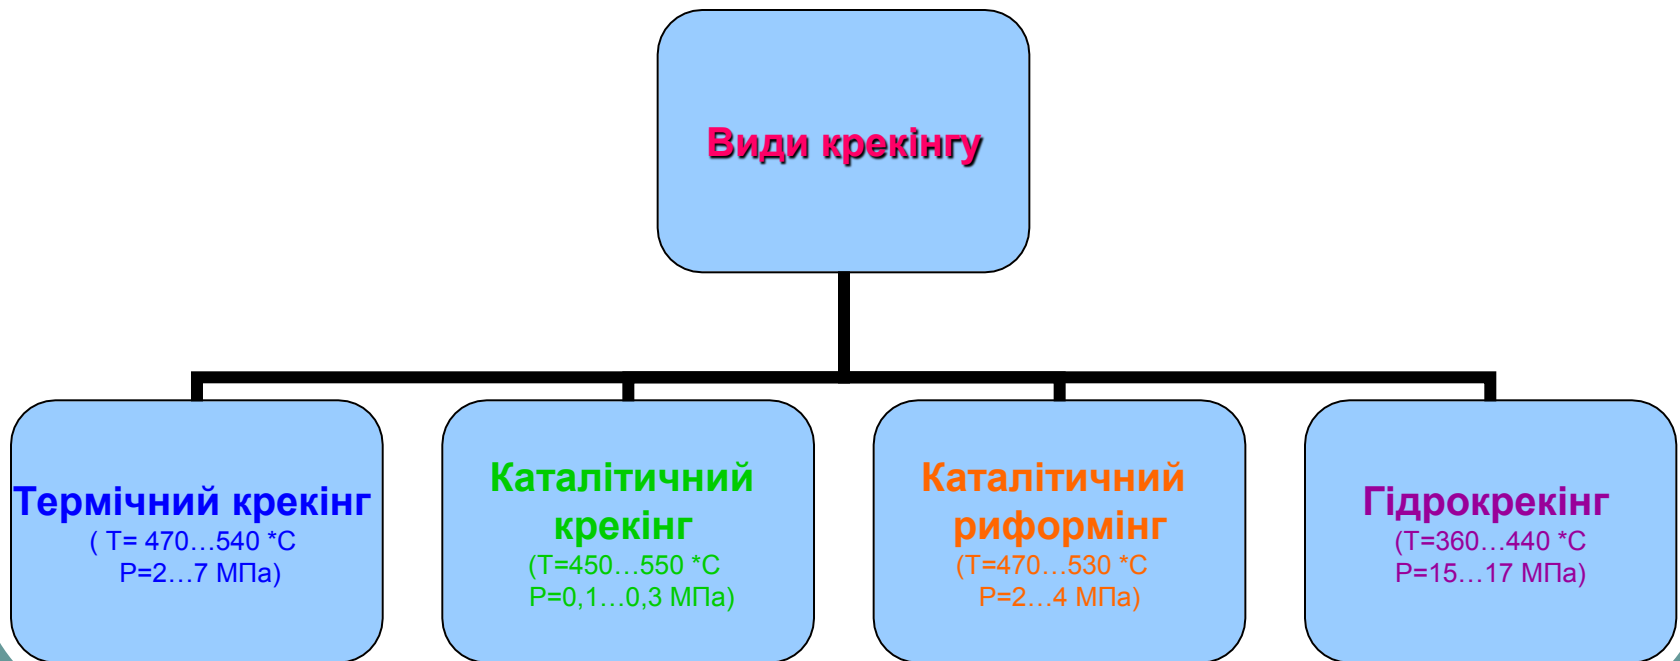 Види крекінгу
Термічний крекінг
( Т= 470...540 *С
Р=2...7 МПа)
Каталітичний
крекінг
(Т=450...550 *С
Р=0,1...0,3 МПа)
Каталітичний
риформінг
(Т=470...530 *С
Р=2...4 МПа)
Гідрокрекінг
(Т=360...440 *С
Р=15...17 МПа)